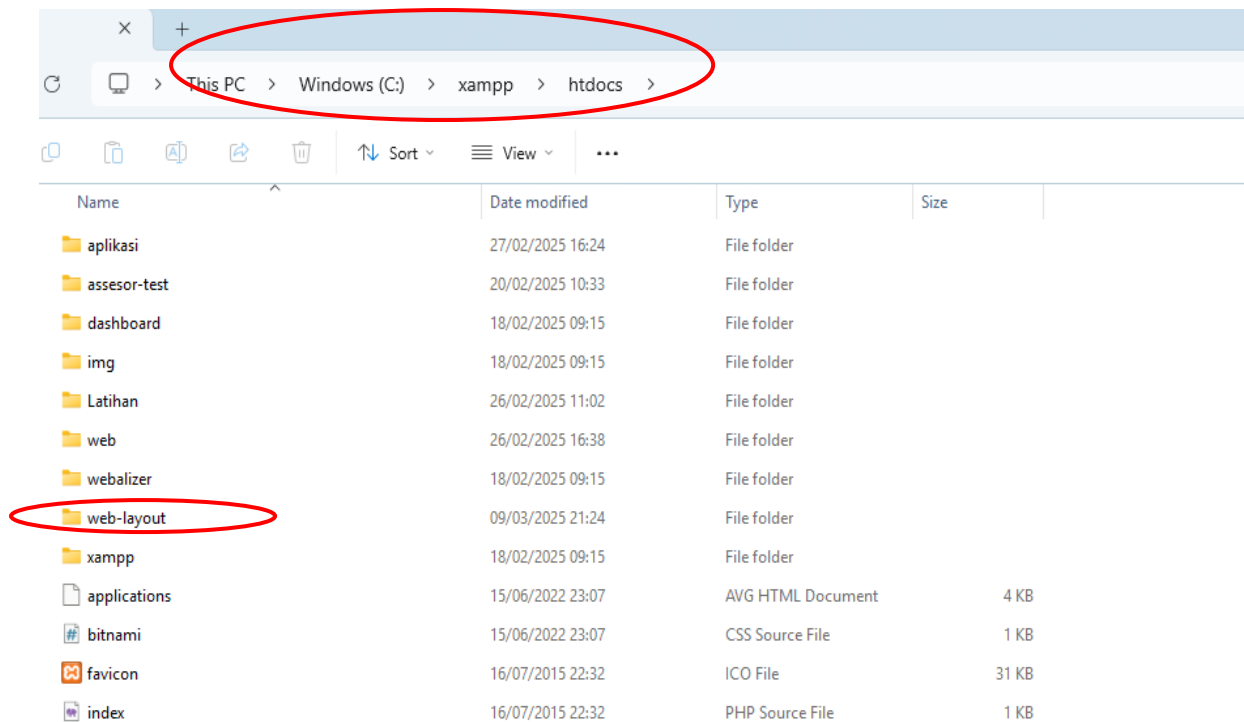 This PC > Windows (C:) > xampp > htdocs >
Sort View
Name Date modified Type Size
aplikasi 27/02/2025 16:24 File folder
assesor-test 20/02/2025 10:33 File folder
dashboard 18/02/2025 09:15 File folder
img 18/02/2025 09:15 File folder
Latihan 26/02/2025 11:02 File folder
web 26/02/2025 16:38 File folder
webalizer 18/02/2025 09:15 File folder
web-layout 09/03/2025 21:24 File folder
xampp 18/02/2025 09:15 File folder
applications 15/06/2022 23:07 AVG HTML Document 4 KB
bitnami 15/06/2022 23:07 CSS Source File 1 KB
favicon 16/07/2015 22:32 ICO File 31 KB
index 16/07/2015 22:32 PHP Source File 1 KB